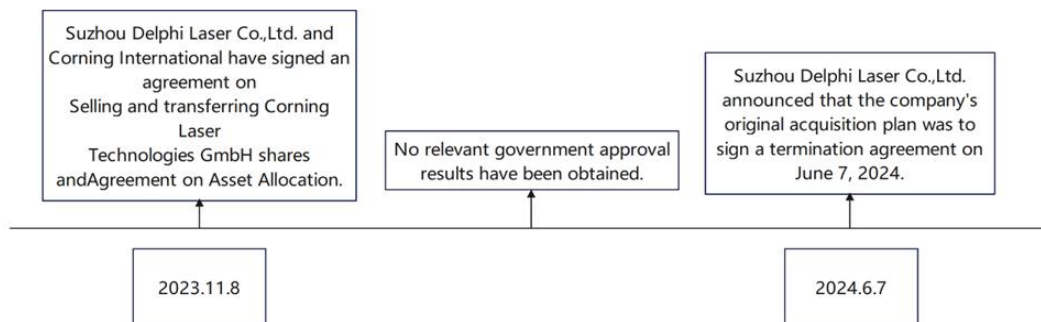 Suzhou Delphi Laser Co.,Ltd. and
Corning International have signed an
agreement on
Selling and transferring Corning
Laser
Technologies GmbH shares
andAgreement on Asset Allocation.
No relevant government approval
results have been obtained.
Suzhou Delphi Laser Co.,Ltd.
announced that the company's
original acquisition plan was to
sign a termination agreement on
June 7, 2024.
2023.11.8
2024.6.7